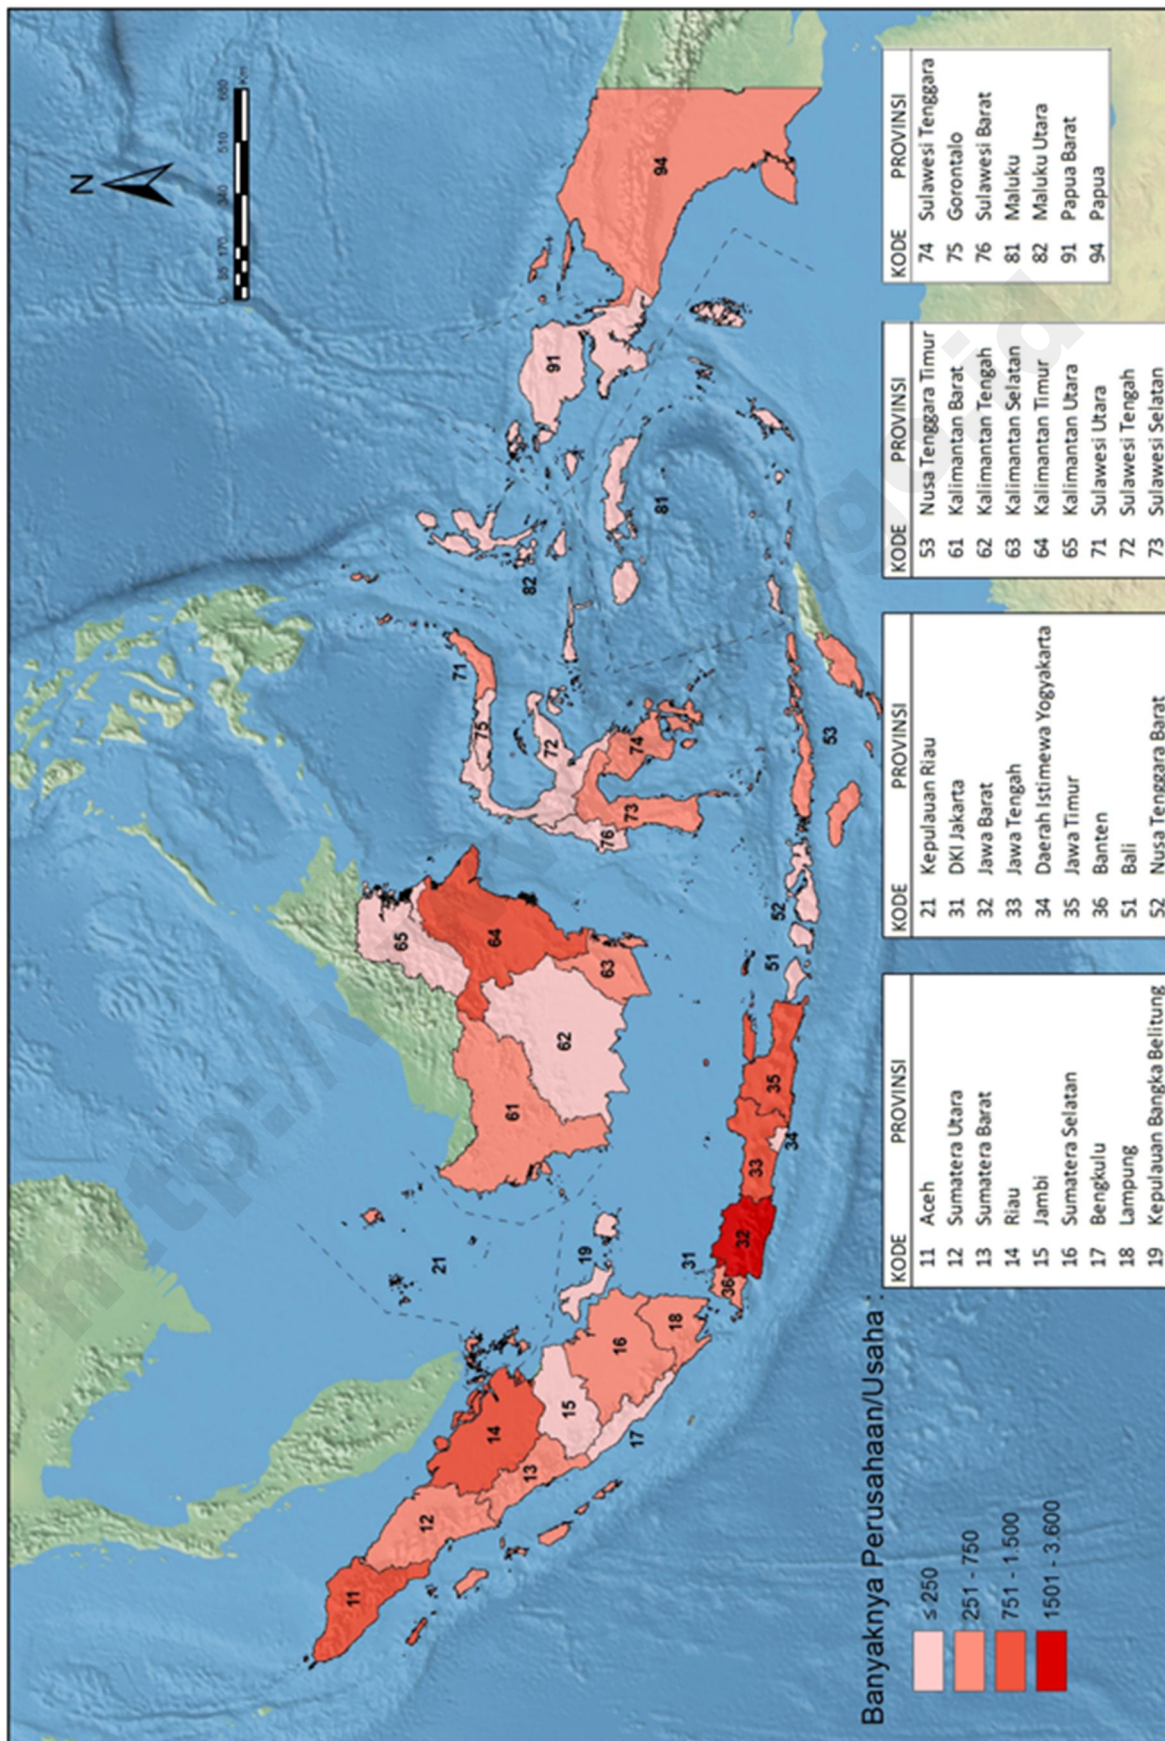 N
0 85 170 340 510 680
Km
11
12
13
14
15
16
17
18
19
21
31
32
33
34
35
36
51
52
53
61
62
63
64
65
71
72
73
74
75
76
81
82
91
94
Banyaknya Perusahaan/Usaha :
≤ 250
251 - 750
751 - 1.500
1501 - 3.600
KODE PROVINSI
11 Aceh
12 Sumatera Utara
13 Sumatera Barat
14 Riau
15 Jambi
16 Sumatera Selatan
17 Bengkulu
18 Lampung
19 Kepulauan Bangka Belitung
KODE PROVINSI
21 Kepulauan Riau
31 DKI Jakarta
32 Jawa Barat
33 Jawa Tengah
34 Daerah Istimewa Yogyakarta
35 Jawa Timur
36 Banten
51 Bali
52 Nusa Tenggara Barat
KODE PROVINSI
53 Nusa Tenggara Timur
61 Kalimantan Barat
62 Kalimantan Tengah
63 Kalimantan Selatan
64 Kalimantan Timur
65 Kalimantan Utara
71 Sulawesi Utara
72 Sulawesi Tengah
73 Sulawesi Selatan
KODE PROVINSI
74 Sulawesi Tenggara
75 Gorontalo
76 Sulawesi Barat
81 Maluku
82 Maluku Utara
91 Papua Barat
94 Papua